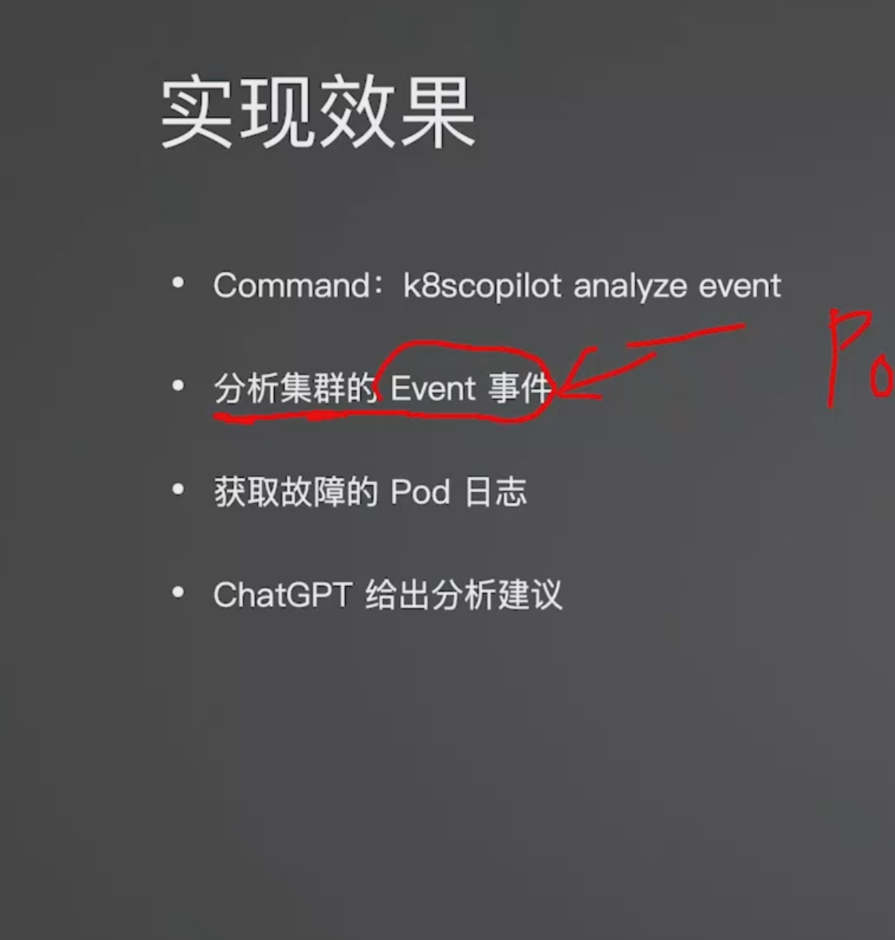 实现效果
• Command：k8scopilot analyze event
• 分析集群的 Event 事件
Po
• 获取故障的 Pod 日志
• ChatGPT 给出分析建议